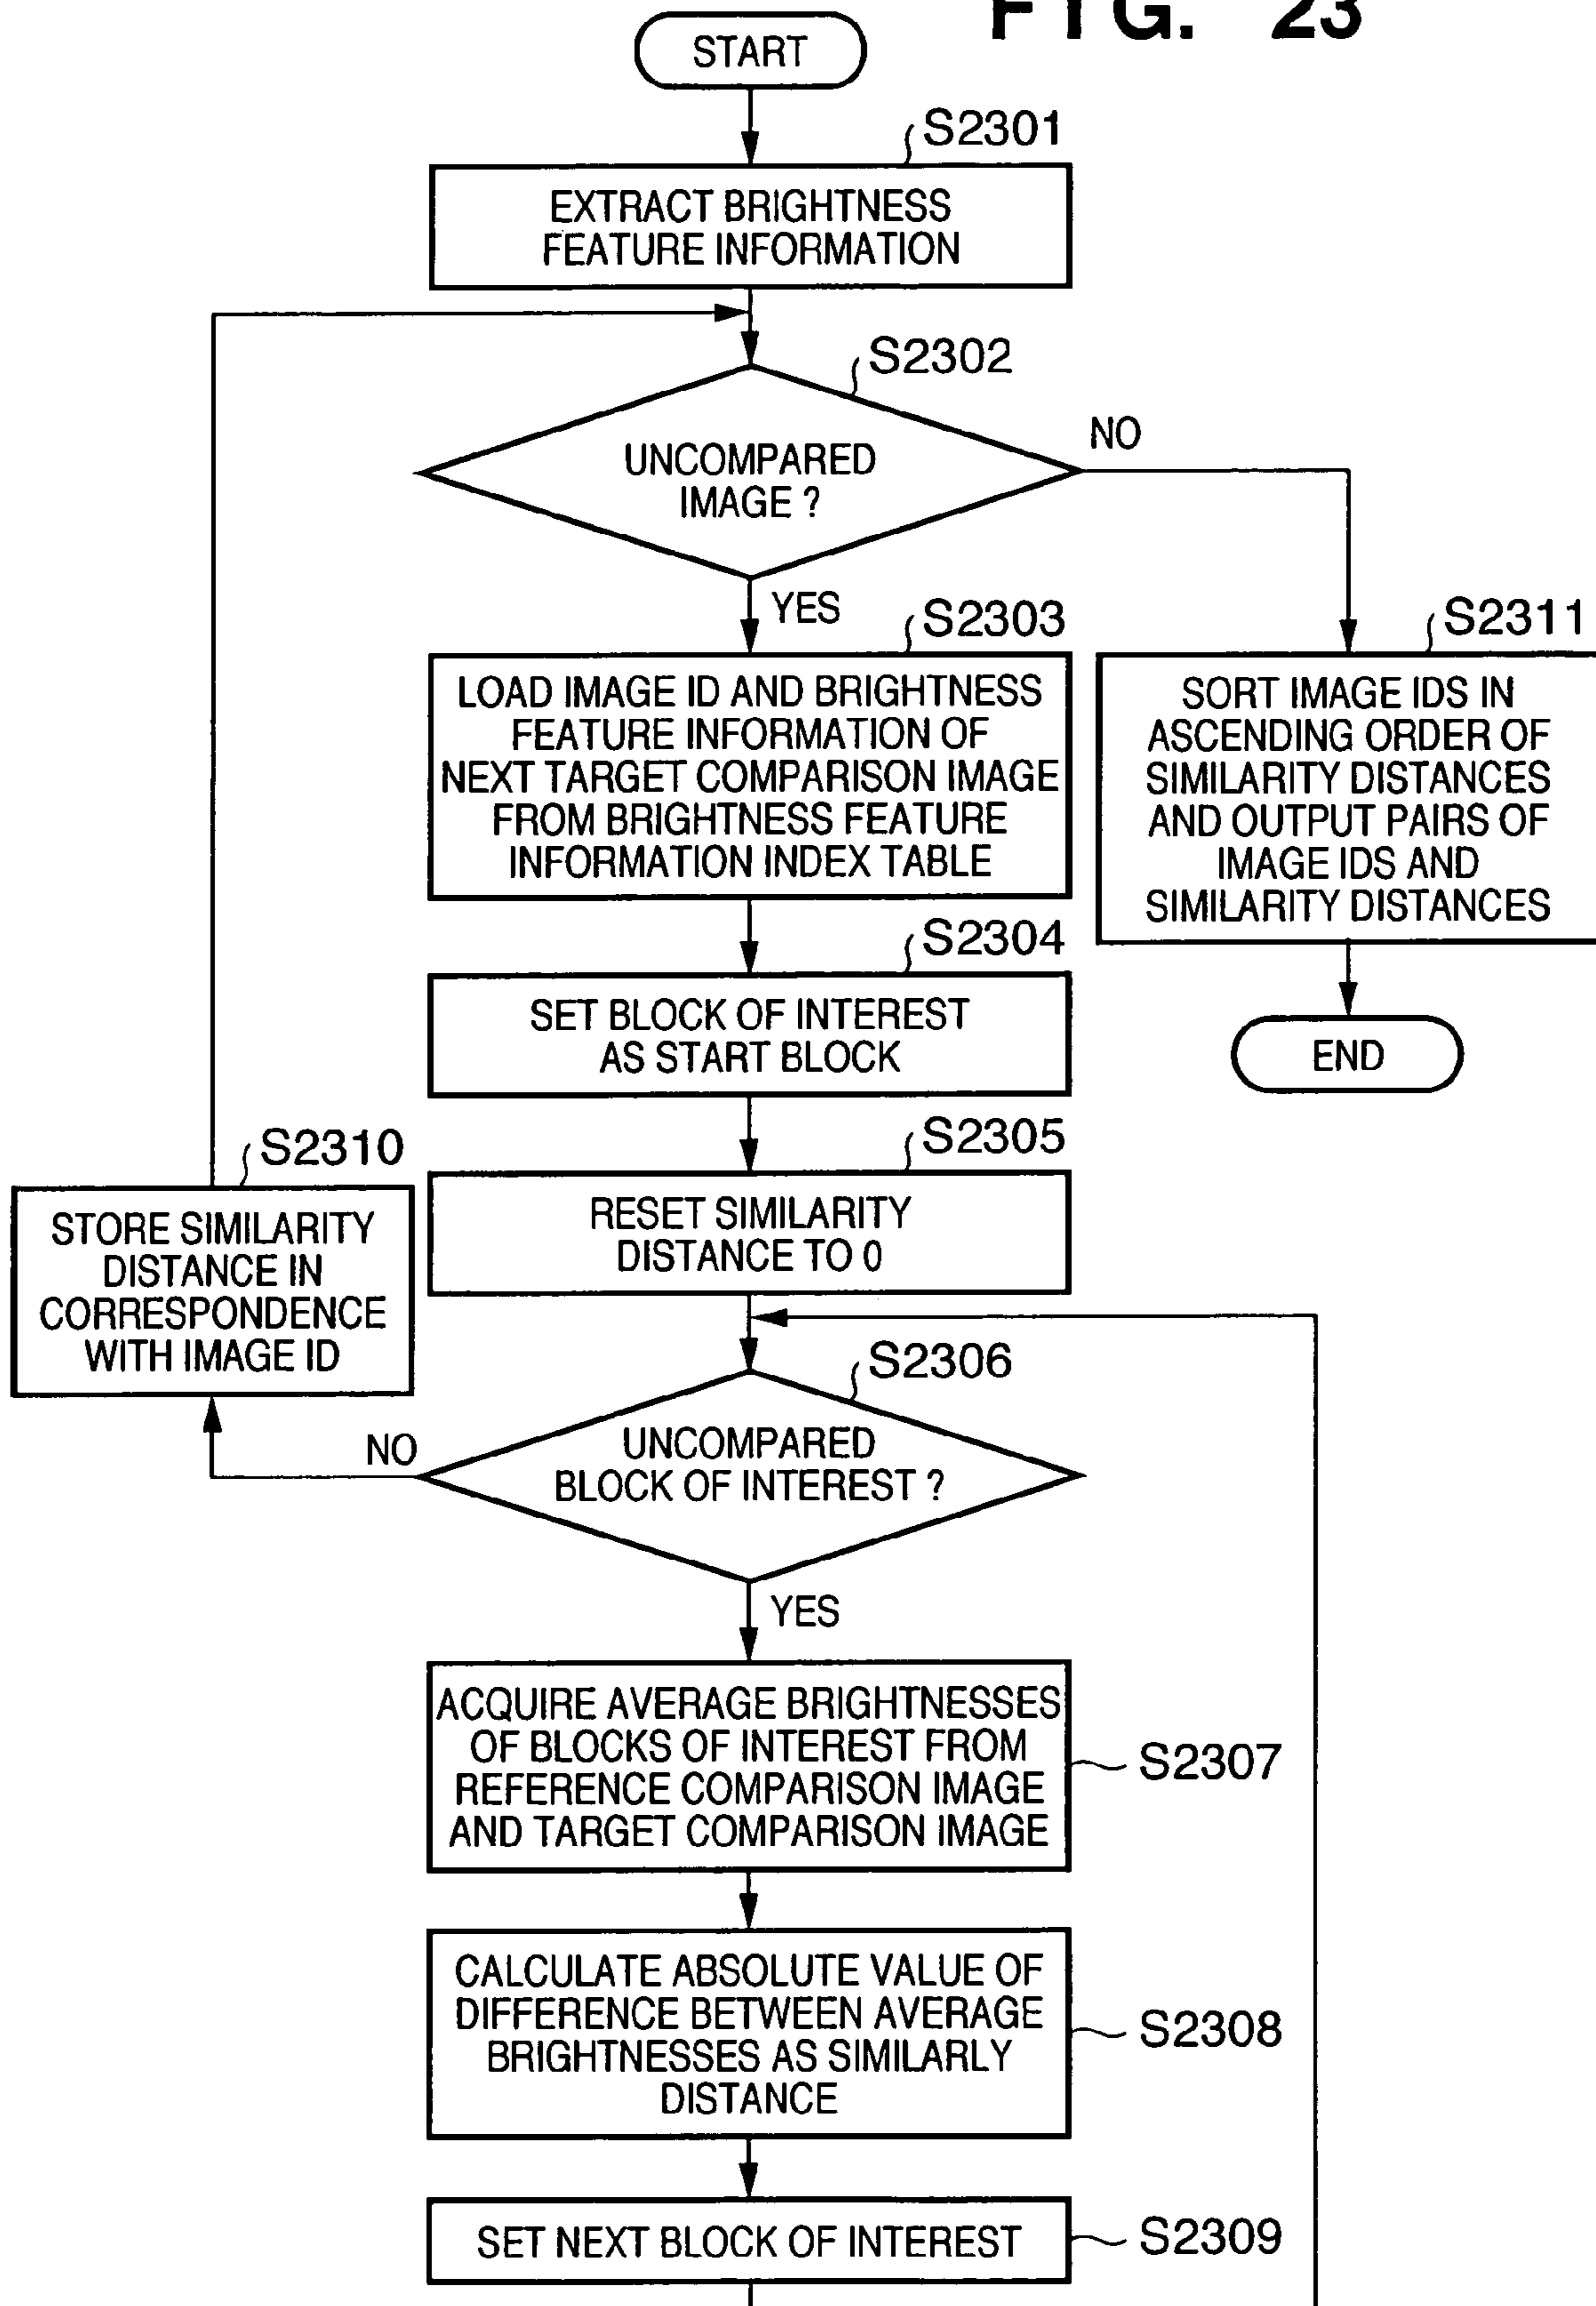 FIG. 23
START
S2301
EXTRACT BRIGHTNESS
FEATURE INFORMATION
S2302
UNCOMPARED
IMAGE ?
NO
YES
S2303
LOAD IMAGE ID AND BRIGHTNESS
FEATURE INFORMATION OF
NEXT TARGET COMPARISON IMAGE
FROM BRIGHTNESS FEATURE
INFORMATION INDEX TABLE
S2311
SORT IMAGE IDS IN
ASCENDING ORDER OF
SIMILARITY DISTANCES
AND OUTPUT PAIRS OF
IMAGE IDS AND
SIMILARITY DISTANCES
END
S2304
SET BLOCK OF INTEREST
AS START BLOCK
S2305
RESET SIMILARITY
DISTANCE TO 0
S2310
STORE SIMILARITY
DISTANCE IN
CORRESPONDENCE
WITH IMAGE ID
S2306
UNCOMPARED
BLOCK OF INTEREST ?
NO
YES
ACQUIRE AVERAGE BRIGHTNESSES
OF BLOCKS OF INTEREST FROM
REFERENCE COMPARISON IMAGE
AND TARGET COMPARISON IMAGE
S2307
CALCULATE ABSOLUTE VALUE OF
DIFFERENCE BETWEEN AVERAGE
BRIGHTNESSES AS SIMILARLY
DISTANCE
S2308
SET NEXT BLOCK OF INTEREST
S2309